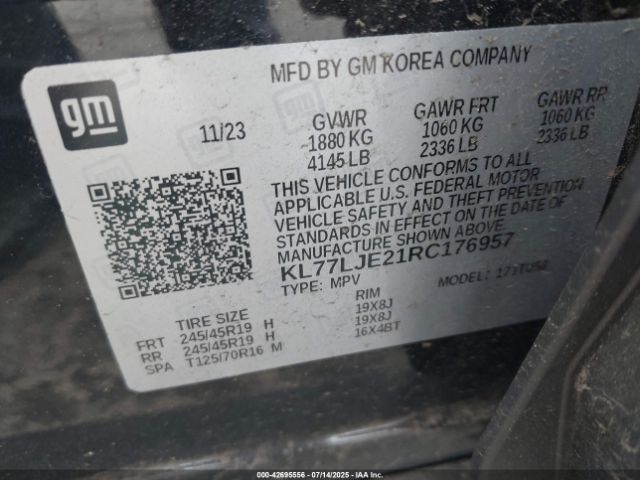 MFD BY GM KOREA COMPANY
gm
11/23
GVWR GAWR FRT GAWR RR
1880 KG 1060 KG 1060 KG
4145 LB 2336 LB 2336 LB
THIS VEHICLE CONFORMS TO ALL
APPLICABLE U.S. FEDERAL MOTOR
VEHICLE SAFETY AND THEFT PREVENTION
STANDARDS IN EFFECT ON THE DATE OF
MANUFACTURE SHOWN ABOVE.
KL77LJE21RC176957
TYPE: MPV MODEL:
TIRE SIZE RIM
FRT 245/45R19 H 19X8J
RR 245/45R19 H 19X8J
SPA T125/70R16 M 16X4BT
000-42695556 - 07/14/2025 - IAAI.COM